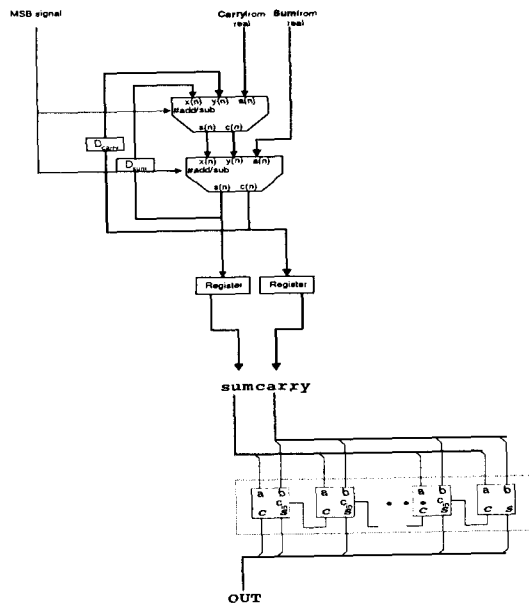 MSB signal
Carry from real
Sum from real
x(n) y(n) a(n)
#add/sub
s(n) c(n)
D carry
D sum
x(n) y(n) a(n)
#add/sub
s(n) c(n)
Register Register
sumcarry
a b a b a b a b
c c c
c s c s c s c s
OUT